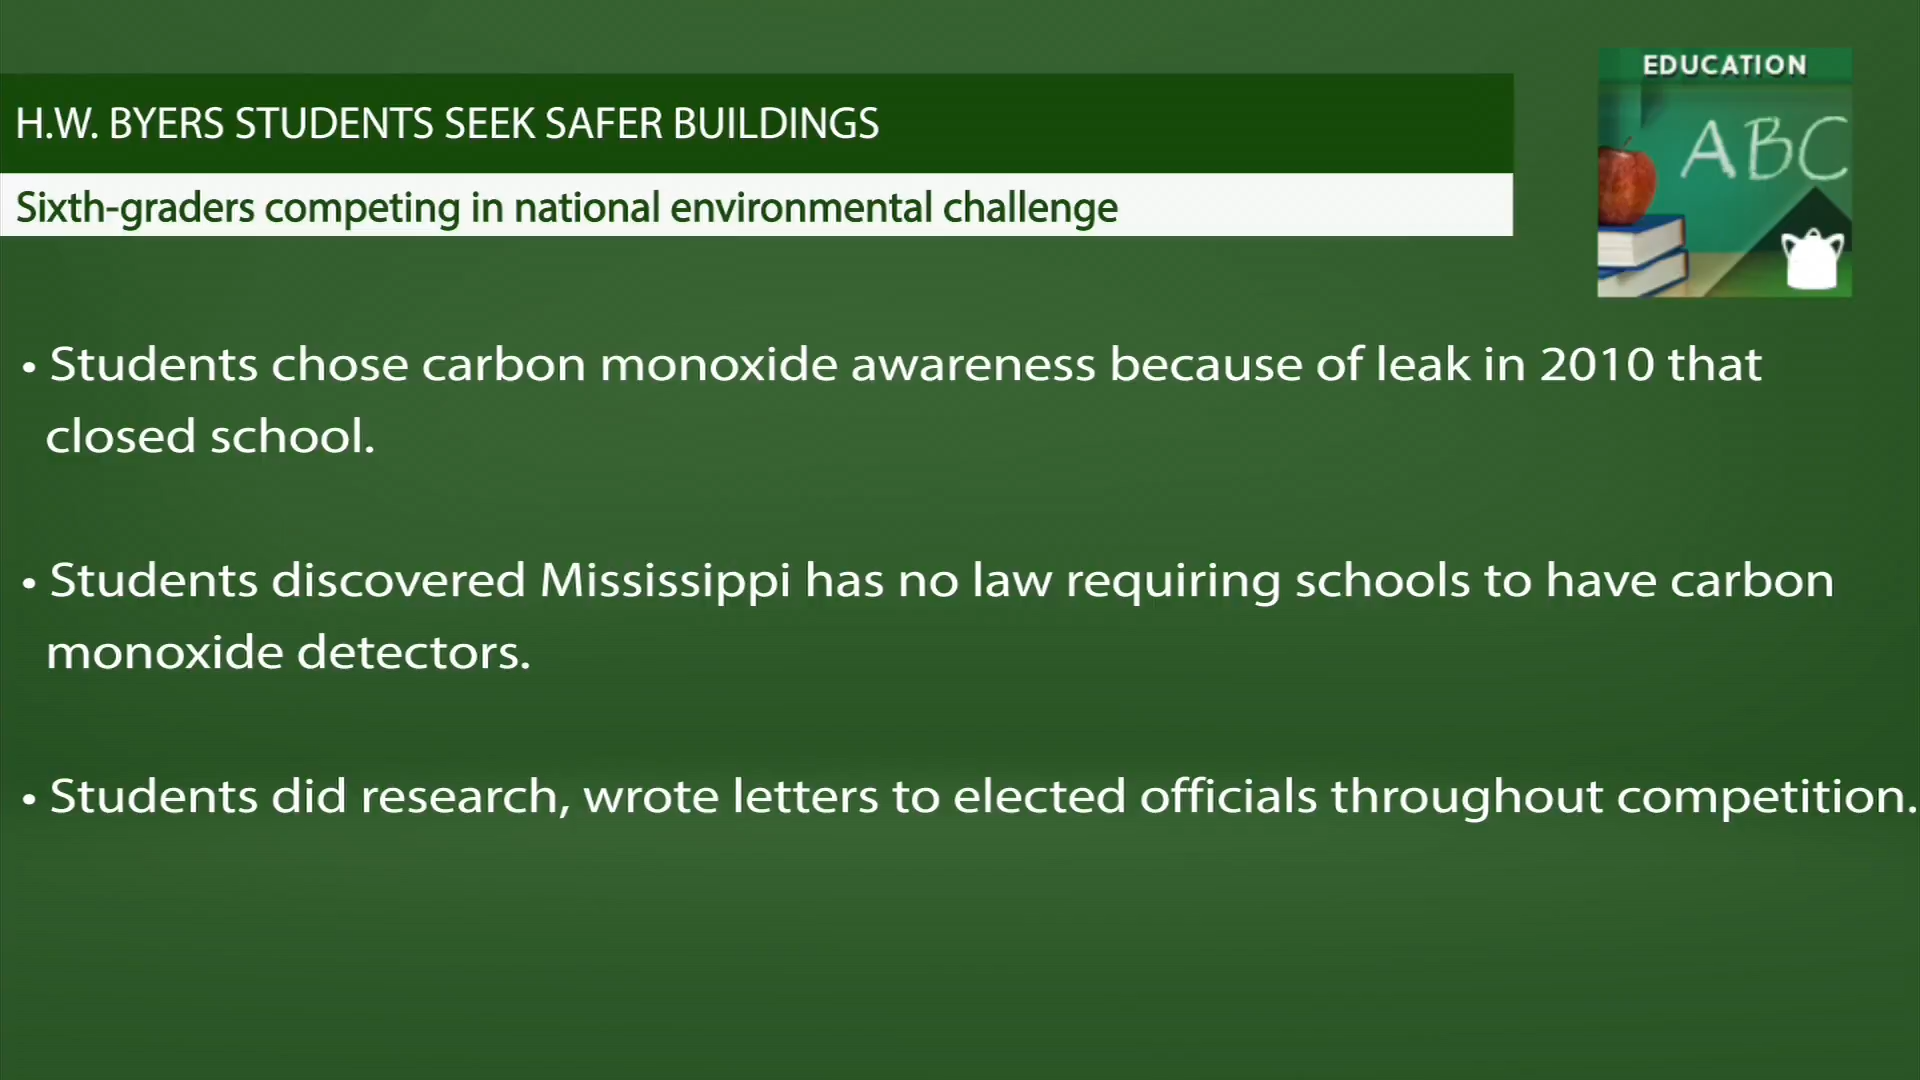 EDUCATION
ABC
H.W. BYERS STUDENTS SEEK SAFER BUILDINGS
Sixth-graders competing in national environmental challenge
• Students chose carbon monoxide awareness because of leak in 2010 that
closed school.
• Students discovered Mississippi has no law requiring schools to have carbon
monoxide detectors.
• Students did research, wrote letters to elected officials throughout competition.